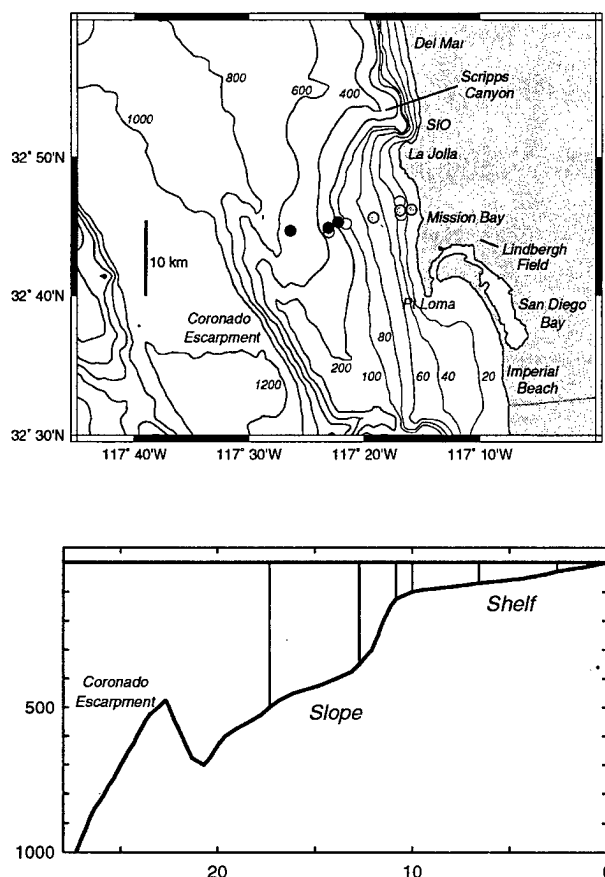 Del Mar
800
400
600
Scripps
Canyon
1000
SIO
32° 50'N
La Jolla
Mission Bay
10 km
Lindbergh
Field
32° 40'N
Pt Loma
San Diego
Bay
Coronado
Escarpment
80
200
100
60
40
20
Imperial
Beach
1200
32° 30'N
117° 40'W
117° 30'W
117° 20'W
117° 10'W
Shelf
Coronado
Escarpment
500
Slope
1000
20
10
0